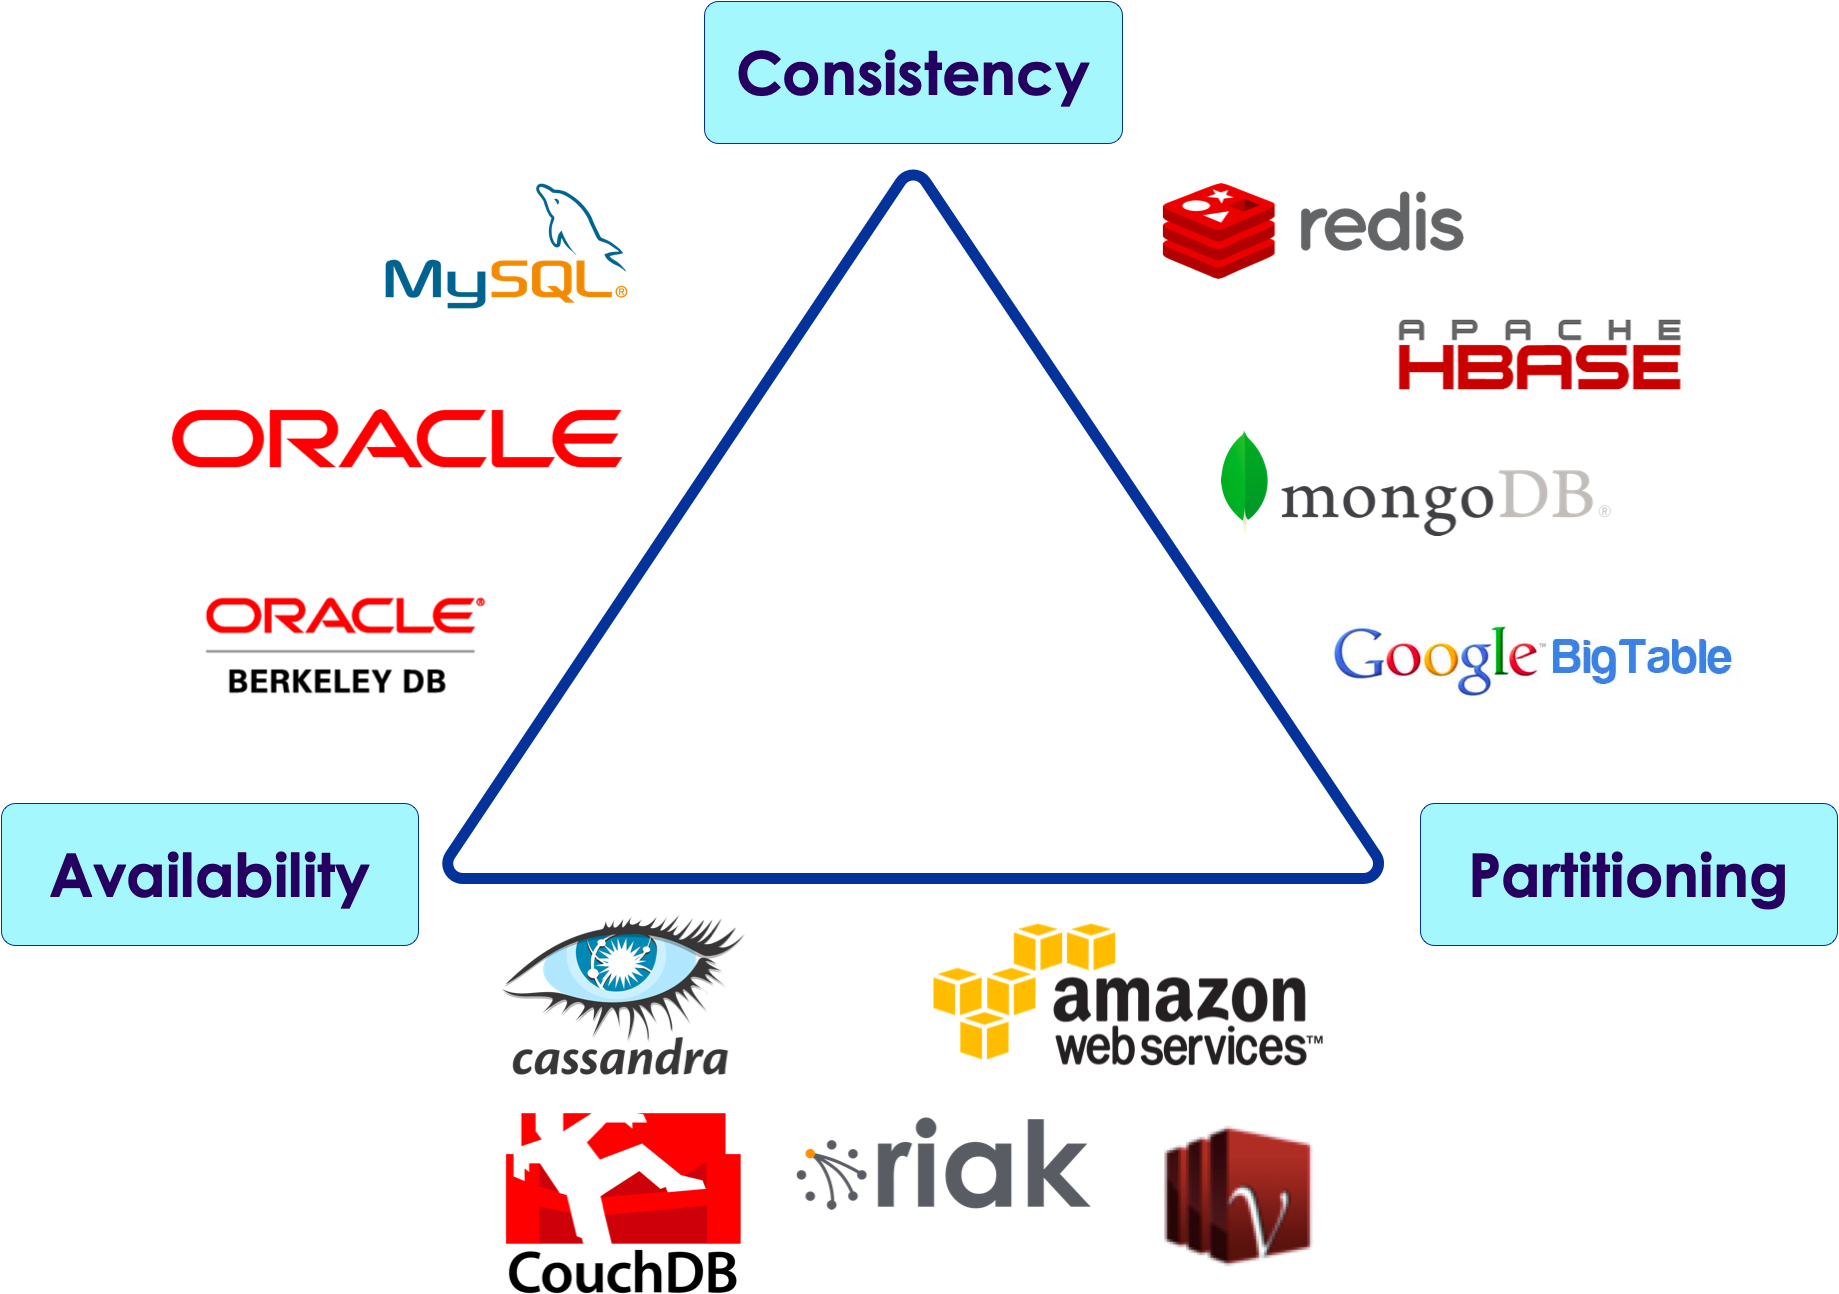 Consistency
MySQL®
redis
APACHE
HBASE
ORACLE
mongoDB®
ORACLE®
BERKELEY DB
Google™ BigTable
Availability
Partitioning
cassandra
amazon
web services™
CouchDB
riak
V